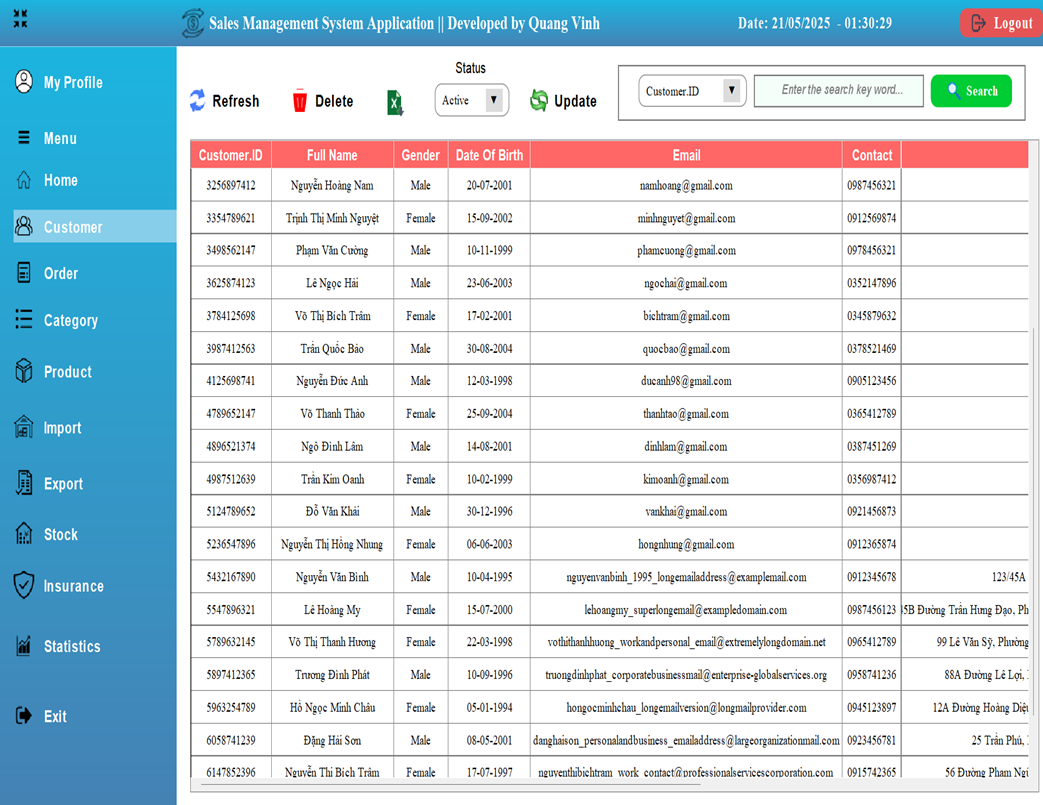 Sales Management System Application || Developed by Quang Vinh
Date: 21/05/2025 - 01:30:29
Logout
My Profile
Menu
Home
Customer
Order
Category
Product
Import
Export
Stock
Insurance
Statistics
Exit
Refresh
Delete
Status
Active
Update
Customer.ID
Enter the search key word...
Search
Customer.ID Full Name Gender Date Of Birth Email Contact
3256897412 Nguyễn Hoàng Nam Male 20-07-2001 namhoang@gmail.com 0987456321
3354789621 Trịnh Thị Minh Nguyệt Female 15-09-2002 minhnguyet@gmail.com 0912569874
3498562147 Phạm Văn Cường Male 10-11-1999 phamcuong@gmail.com 0978456321
3625874123 Lê Ngọc Hải Male 23-06-2003 ngochai@gmail.com 0352147896
3784125698 Võ Thị Bích Trâm Female 17-02-2001 bichtram@gmail.com 0345879632
3987412563 Trần Quốc Bảo Male 30-08-2004 quocbao@gmail.com 0378521469
4125698741 Nguyễn Đức Anh Male 12-03-1998 ducanh98@gmail.com 0905123456
4789652147 Võ Thanh Thảo Female 25-09-2004 thanhtao@gmail.com 0365412789
4896521374 Ngô Đình Lâm Male 14-08-2001 dinhlam@gmail.com 0387451269
4987512639 Trần Kim Oanh Female 10-02-1999 kimoanh@gmail.com 0356987412
5124789652 Đỗ Văn Khải Male 30-12-1996 vankhai@gmail.com 0921456873
5236547896 Nguyễn Thị Hồng Nhung Female 06-06-2003 hongnhung@gmail.com 0912365874
5432167890 Nguyễn Văn Bình Male 10-04-1995 nguyenvanbinh_1995_longemailaddress@examplemail.com 0912345678 123/45A
5547896321 Lê Hoàng My Female 15-07-2000 lehoangmy_superlongemail@exampledomain.com 0987456123 45B Đường Trần Hưng Đạo, Ph
5789632145 Võ Thị Thanh Hương Female 22-03-1998 vothithanhhuong_workandpersonal_email@extremelylongdomain.net 0965412789 99 Lê Văn Sỹ, Phường
5897412365 Trương Đình Phát Male 10-09-1996 truongdinhphat_corporatebusinessmail@enterprise-globalservices.org 0958741236 88A Đường Lê Lợi,
5963254789 Hồ Ngọc Minh Châu Female 05-01-1994 hongocminhchau_longemailversion@longmailprovider.com 0945123897 12A Đường Hoàng Diệu
6058741239 Đặng Hải Sơn Male 08-05-2001 danghaison_personalandbusiness_emailaddress@largeorganizationmail.com 0923456781 25 Trần Phú,
6147852396 Nguyễn Thị Bích Trâm Female 17-07-1997 nguyenthibichtram_work_contact@professionalservicescorporation.com 0915742365 56 Đường Phạm Ngũ